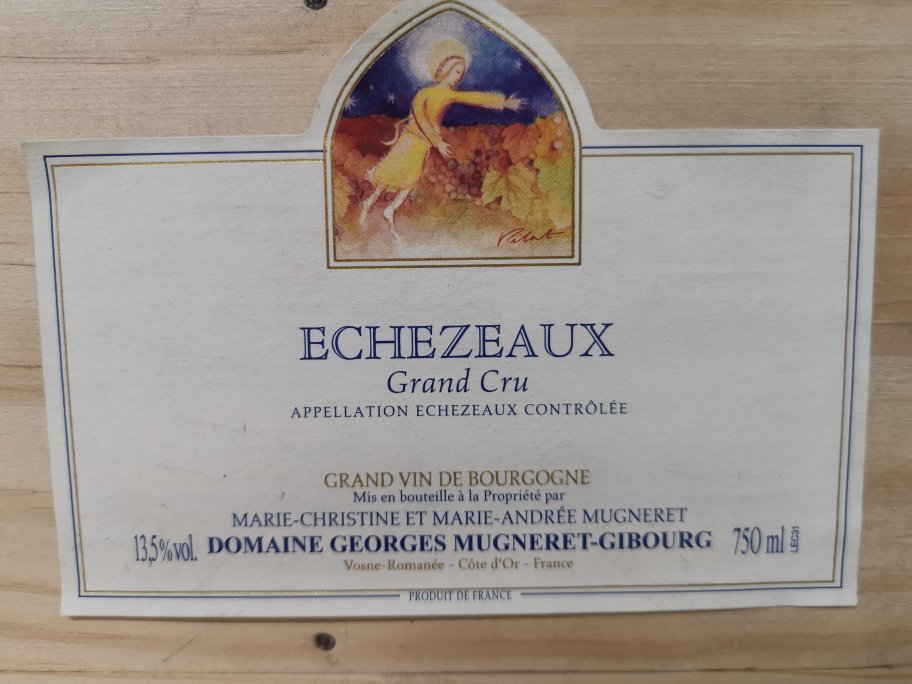 Pilat
ECHEZEAUX
Grand Cru
APPELLATION ECHEZEAUX CONTRÔLÉE
GRAND VIN DE BOURGOGNE
Mis en bouteille à la Propriété par
MARIE-CHRISTINE ET MARIE-ANDRÉE MUGNERET
13,5%vol. DOMAINE GEORGES MUGNERET-GIBOURG 750 ml LEC31
Vosne-Romanée - Côte d'Or - France
PRODUIT DE FRANCE